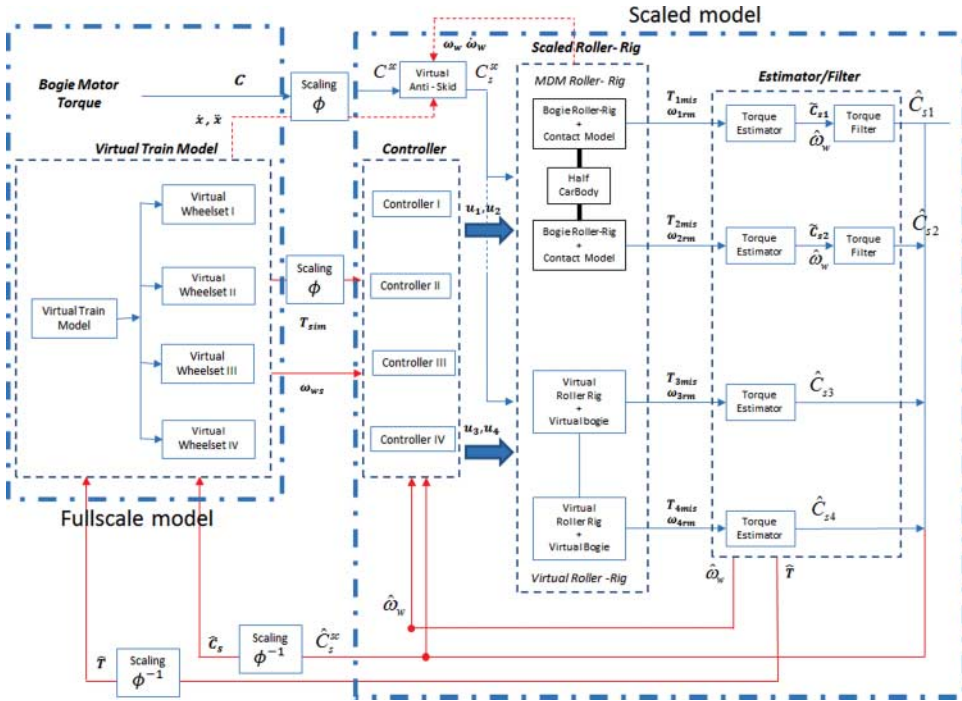 Scaled model
Bogie Motor
Torque
C
ẋ, ẍ
Scaling
ϕ
C^sc
ω_w ω̇_w
Virtual
Anti - Skid
C_s^sc
Scaled Roller- Rig
MDM Roller- Rig
Bogie Roller-Rig
+
Contact Model
Half
CarBody
Bogie Roller-Rig
+
Contact Model
Virtual
Roller Rig
+
Virtual bogie
Virtual
Roller Rig
+
Virtual Bogie
Virtual Roller -Rig
Virtual Train Model
Virtual Train
Model
Virtual
Wheelset I
Virtual
Wheelset II
Virtual
Wheelset III
Virtual
Wheelset IV
Fullscale model
Scaling
ϕ
T_sim
ω_ws
Controller
Controller I
Controller II
Controller III
Controller IV
u_1, u_2
u_3, u_4
T_1mis
ω_1rm
T_2mis
ω_2rm
T_3mis
ω_3rm
T_4mis
ω_4rm
Estimator/Filter
Torque
Estimator
C̃_s1
ω̂_w
Torque
Filter
Ĉ_s1
Torque
Estimator
C̃_s2
ω̂_w
Torque
Filter
Ĉ_s2
Torque
Estimator
Ĉ_s3
Torque
Estimator
Ĉ_s4
ω̂_w
T̂
ω̂_w
Ĉ_s
Scaling
ϕ^−1
Ĉ_s^sc
T̂
Scaling
ϕ^−1